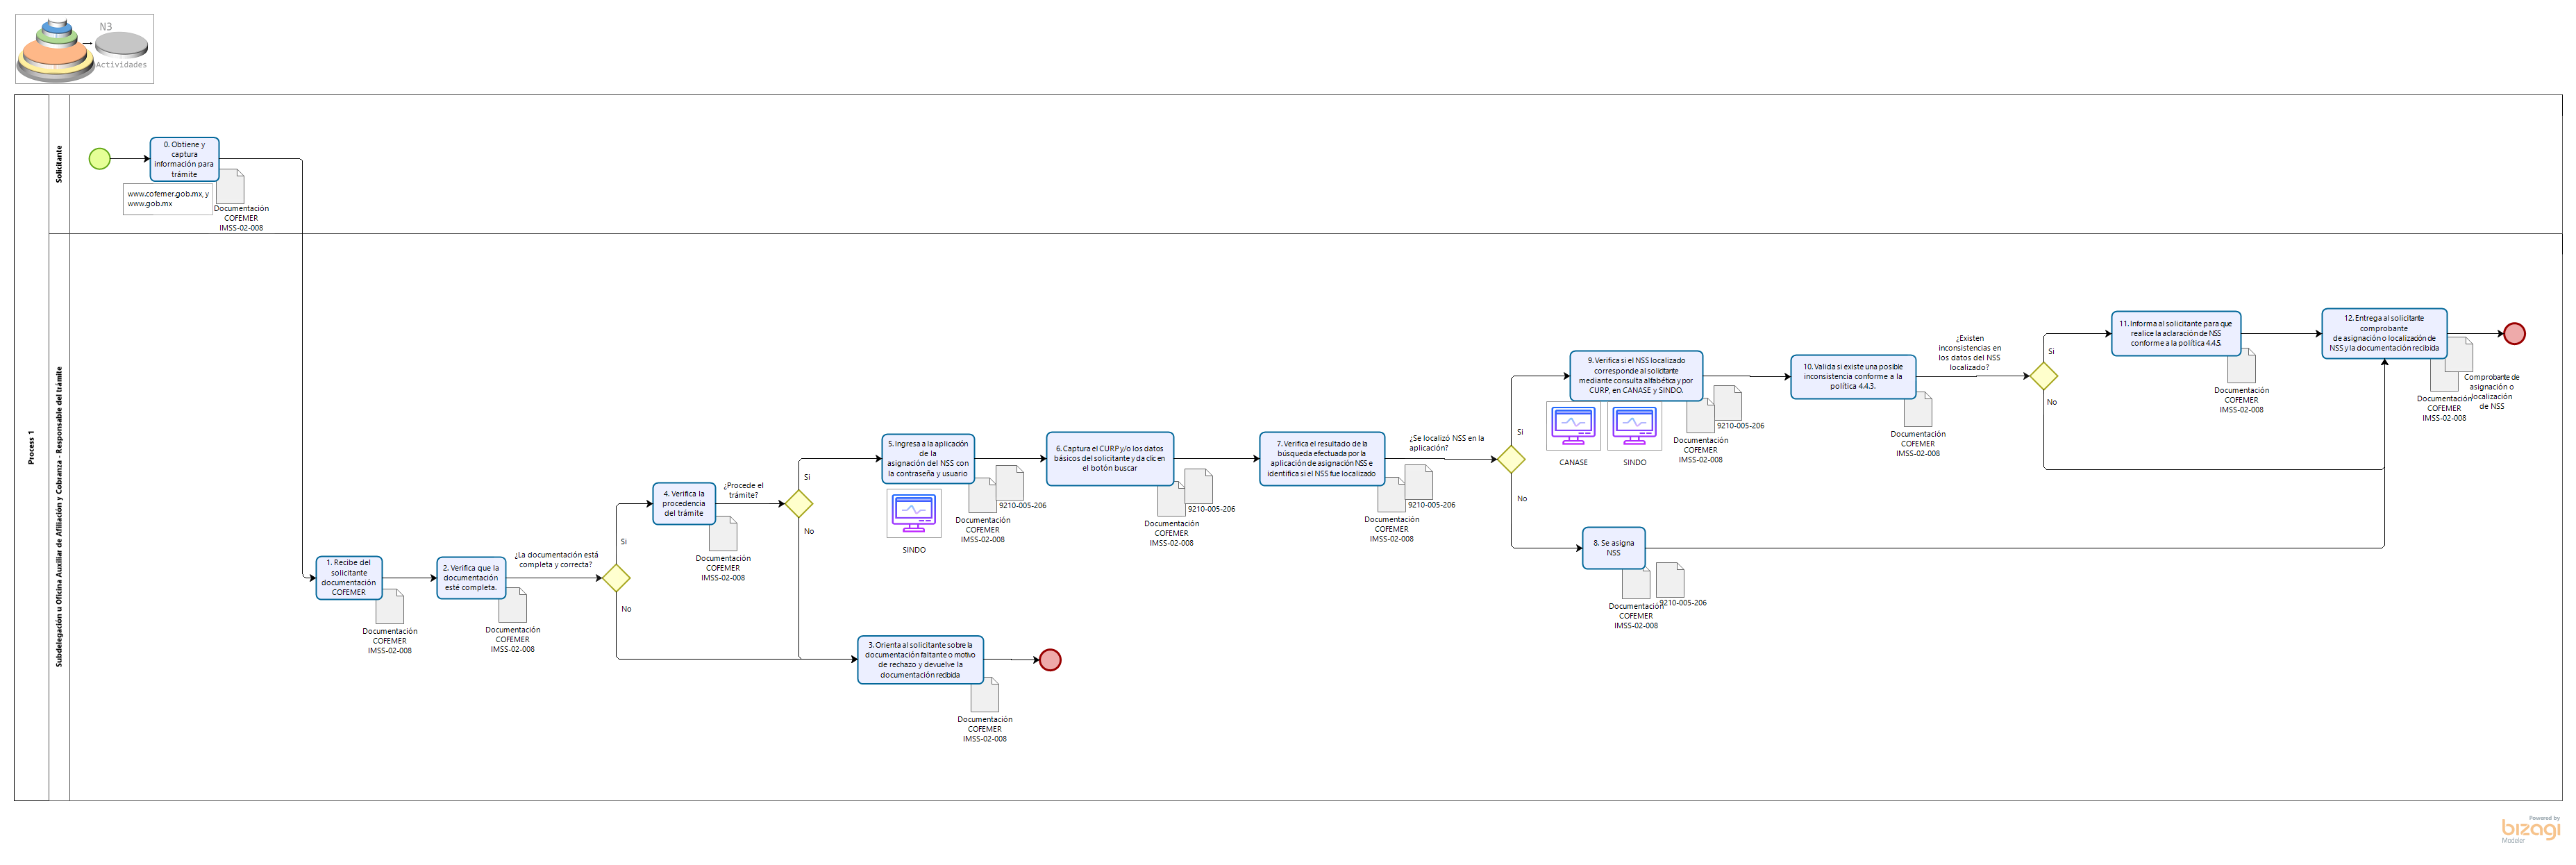 N3
Actividades
Process 1
Solicitante
Subdelegación u Oficina Auxiliar de Afiliación y Cobranza - Responsable del trámite
0. Obtiene y
captura
información para
trámite
www.cofemer.gob.mx, y
www.gob.mx
Documentación
COFEMER
IMSS-02-008
1. Recibe del
solicitante
documentación
COFEMER
Documentación
COFEMER
IMSS-02-008
2. Verifica que la
documentación
esté completa.
Documentación
COFEMER
IMSS-02-008
¿La documentación está
completa y correcta?
Si
No
4. Verifica la
procedencia
del trámite
Documentación
COFEMER
IMSS-02-008
¿Procede el
trámite?
Si
No
3. Orienta al solicitante sobre la
documentación faltante o motivo
de rechazo y devuelve la
documentación recibida
Documentación
COFEMER
IMSS-02-008
5. Ingresa a la aplicación
de la
asignación del NSS con
la contraseña y usuario
SINDO
9210-005-206
Documentación
COFEMER
IMSS-02-008
6. Captura el CURP y/o los datos
básicos del solicitante y da clic en
el botón buscar
9210-005-206
Documentación
COFEMER
IMSS-02-008
7. Verifica el resultado de la
búsqueda efectuada por la
aplicación de asignación NSS e
identifica si el NSS fue localizado
9210-005-206
Documentación
COFEMER
IMSS-02-008
¿Se localizó NSS en la
aplicación?
Si
No
9. Verifica si el NSS localizado
corresponde al solicitante
mediante consulta alfabética y por
CURP, en CANASE y SINDO.
CANASE
SINDO
9210-005-206
Documentación
COFEMER
IMSS-02-008
8. Se asigna
NSS
9210-005-206
Documentación
COFEMER
IMSS-02-008
10. Valida si existe una posible
inconsistencia conforme a la
política 4.4.3.
Documentación
COFEMER
IMSS-02-008
¿Existen
inconsistencias en
los datos del NSS
localizado?
Si
No
11. Informa al solicitante para que
realice la aclaración de NSS
conforme a la política 4.4.5.
Documentación
COFEMER
IMSS-02-008
12. Entrega al solicitante
comprobante
de asignación o localización de
NSS y la documentación recibida
Comprobante de
asignación o
localización
de NSS
Documentación
COFEMER
IMSS-02-008
Powered by
bizagi
Modeler